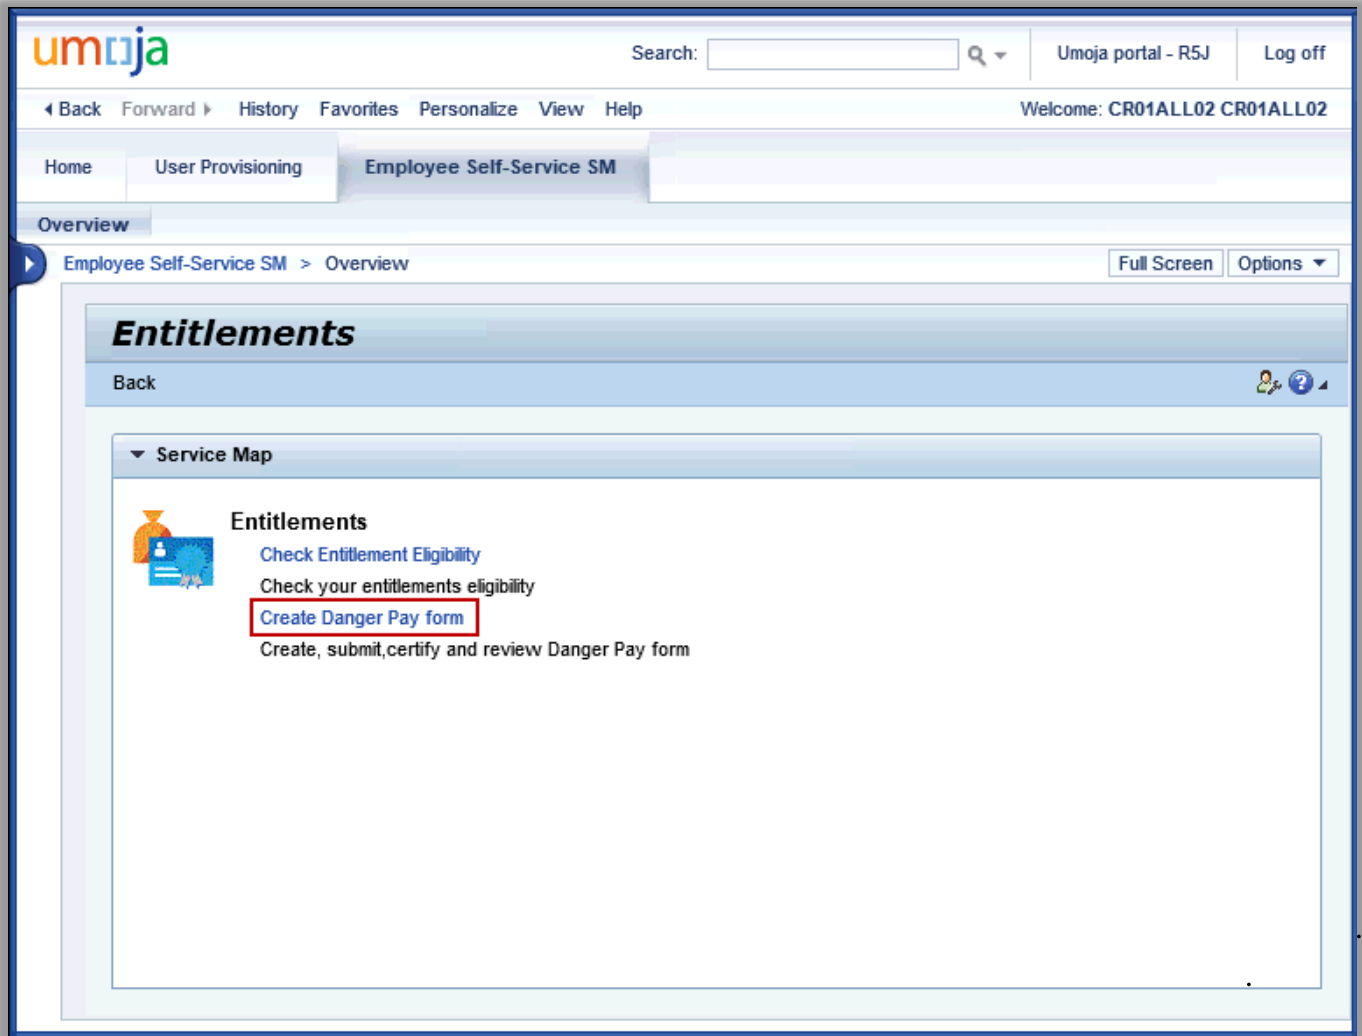 umoja
Search:
Umoja portal - R5J
Log off
Back Forward History Favorites Personalize View Help
Welcome: CR01ALL02 CR01ALL02
Home User Provisioning Employee Self-Service SM
Overview
Employee Self-Service SM > Overview
Full Screen Options
Entitlements
Back
Service Map
Entitlements
Check Entitlement Eligibility
Check your entitlements eligibility
Create Danger Pay form
Create, submit,certify and review Danger Pay form